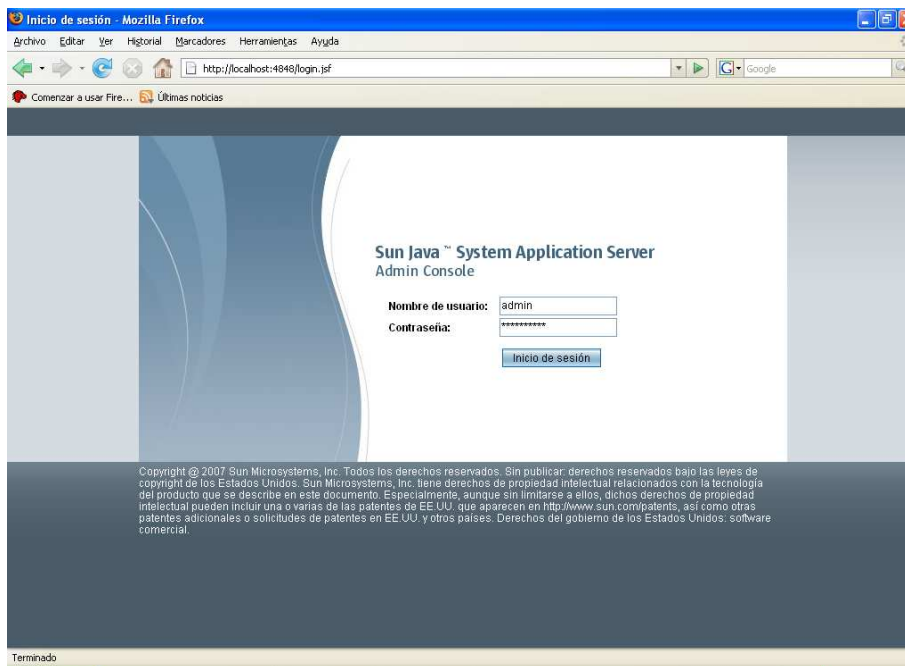 Inicio de sesión - Mozilla Firefox
Archivo Editar Ver Historial Marcadores Herramientas Ayuda
http://localhost:4848/login.jsf
G Google
Comenzar a usar Fire... Últimas noticias
Sun Java ™ System Application Server
Admin Console
Nombre de usuario: admin
Contraseña: **********
Inicio de sesión
Copyright @ 2007 Sun Microsystems, Inc. Todos los derechos reservados. Sin publicar: derechos reservados bajo las leyes de
copyright de los Estados Unidos. Sun Microsystems, Inc. tiene derechos de propiedad intelectual relacionados con la tecnología
del producto que se describe en este documento. Especialmente, aunque sin limitarse a ellos, dichos derechos de propiedad
intelectual pueden incluir una o varias de las patentes de EE.UU. que aparecen en http://www.sun.com/patents, así como otras
patentes adicionales o solicitudes de patentes en EE.UU. y otros países. Derechos del gobierno de los Estados Unidos: software
comercial.
Terminado